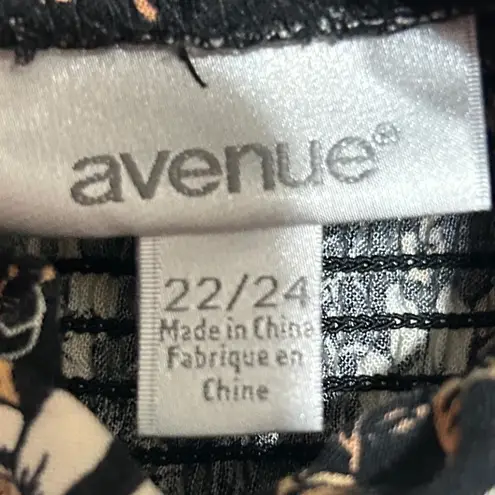 avenue®
22/24
Made in China
Fabrique en
Chine